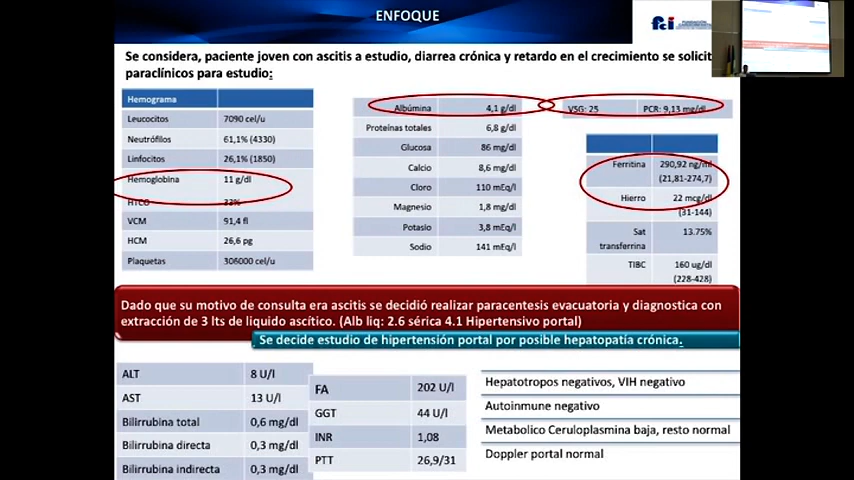 ENFOQUE
fci
Se considera, paciente joven con ascitis a estudio, diarrea crónica y retardo en el crecimiento se solicit
paraclínicos para estudio:
Hemograma
Leucocitos 7090 cel/u
Neutrófilos 61,1% (4330)
Linfocitos 26,1% (1850)
Hemoglobina 11 g/dl
HTCO 33%
VCM 91,4 fl
HCM 26,6 pg
Plaquetas 306000 cel/u
Albúmina 4,1 g/dl
Proteínas totales 6,8 g/dl
Glucosa 86 mg/dl
Calcio 8,6 mg/dl
Cloro 110 mEq/l
Magnesio 1,8 mg/dl
Potasio 3,8 mEq/l
Sodio 141 mEq/l
VSG: 25 PCR: 9,13 mg/dl
Ferritina 290,92 ng/ml
(21,81-274,7)
Hierro 22 mcg/dl
(31-144)
Sat 13.75%
transferrina
TIBC 160 ug/dl
(228-428)
Dado que su motivo de consulta era ascitis se decidió realizar paracentesis evacuatoria y diagnostica con
extracción de 3 lts de liquido ascítico. (Alb liq: 2.6 sérica 4.1 Hipertensivo portal)
Se decide estudio de hipertensión portal por posible hepatopatía crónica.
ALT 8 U/l
AST 13 U/l
Bilirrubina total 0,6 mg/dl
Bilirrubina directa 0,3 mg/dl
Bilirrubina indirecta 0,3 mg/dl
FA 202 U/l
GGT 44 U/l
INR 1,08
PTT 26,9/31
Hepatotropos negativos, VIH negativo
Autoinmune negativo
Metabolico Ceruloplasmina baja, resto normal
Doppler portal normal